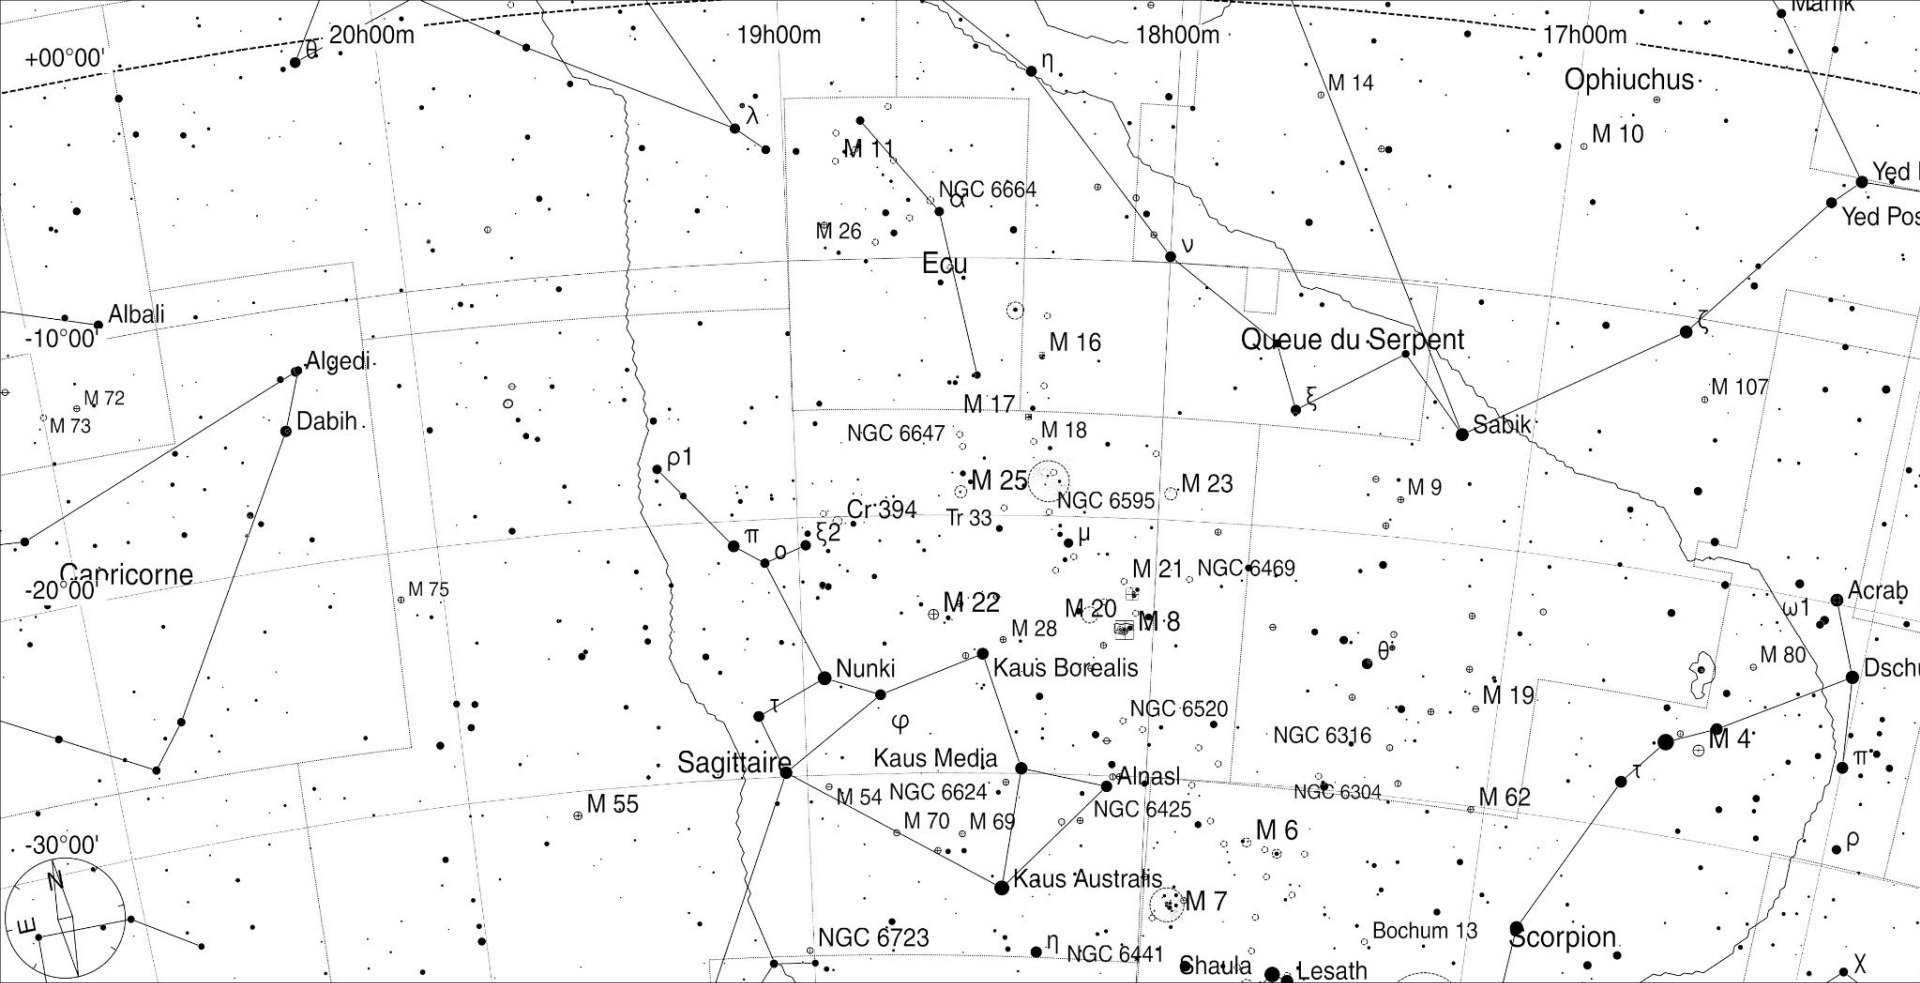 Marfik
20h00m
19h00m
18h00m
17h00m
θ
+00°00'
η
Ophiuchus
M 14
λ
M 10
M 11
Yed
NGC 6664
α
Yed Pos
M 26
ν
Ecu
Albali
ζ
-10°00'
Queue du Serpent
M 16
Algedi
M 107
M 72
ξ
M 17
M 73
Dabih
Sabik
M 18
NGC 6647
ρ1
M 25
M 23
M 9
NGC 6595
Cr 394
Tr 33
π
ξ2
μ
ο
M 21
NGC 6469
Capricorne
-20°00'
M 75
Acrab
M 22
M 20
ω1
M 8
M 28
θ
M 80
Nunki
Kaus Borealis
Dschu
M 19
τ
NGC 6520
φ
NGC 6316
M 4
Sagittaire
Kaus Media
π
Alnasl
τ
NGC 6624
NGC 6304
M 54
M 62
M 55
NGC 6425
M 70
M 69
M 6
ρ
-30°00'
Kaus Australis
N
M 7
E
NGC 6723
Bochum 13
Scorpion
η
NGC 6441
Shaula
Lesath
χ